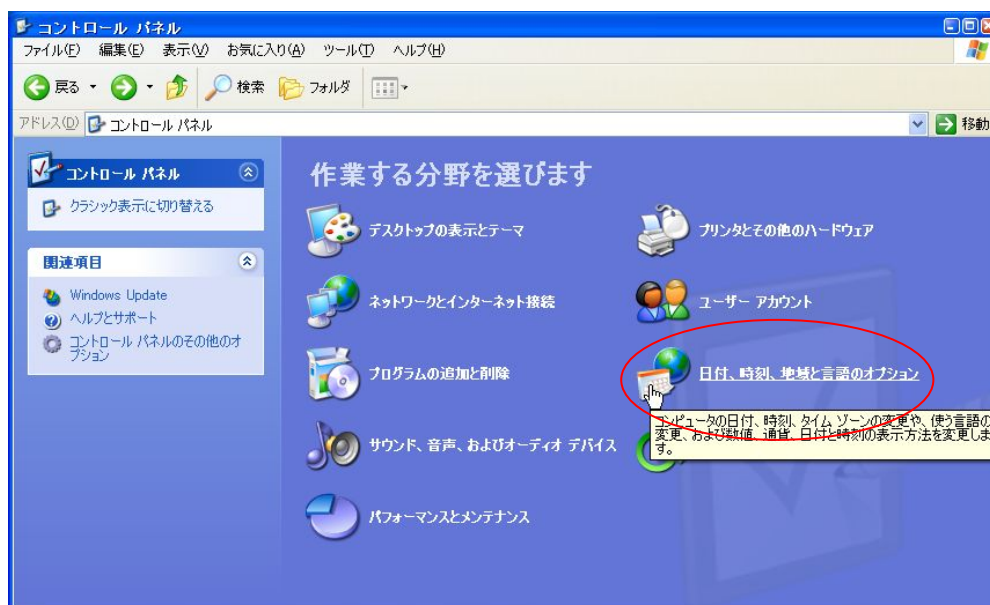 コントロール パネル
ファイル(F) 編集(E) 表示(V) お気に入り(A) ツール(T) ヘルプ(H)
戻る 検索 フォルダ
アドレス(D) コントロール パネル 移動
コントロール パネル
クラシック表示に切り替える
関連項目
Windows Update
ヘルプとサポート
コントロール パネルのその他のオ
プション
作業する分野を選びます
デスクトップの表示とテーマ
プリンタとその他のハードウェア
ネットワークとインターネット接続
ユーザー アカウント
プログラムの追加と削除
日付、時刻、地域と言語のオプション
コンピュータの日付、時刻、タイム ゾーンの変更や、使う言語の
変更、および数値、通貨、日付と時刻の表示方法を変更しま
す。
サウンド、音声、およびオーディオ デバイス
パフォーマンスとメンテナンス